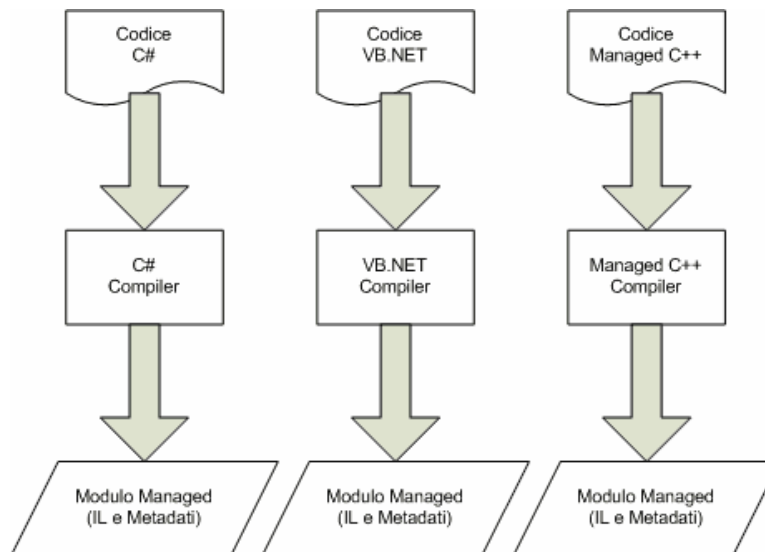 Codice
C#
Codice
VB.NET
Codice
Managed C++
C#
Compiler
VB.NET
Compiler
Managed C++
Compiler
Modulo Managed
(IL e Metadati)
Modulo Managed
(IL e Metadati)
Modulo Managed
(IL e Metadati)